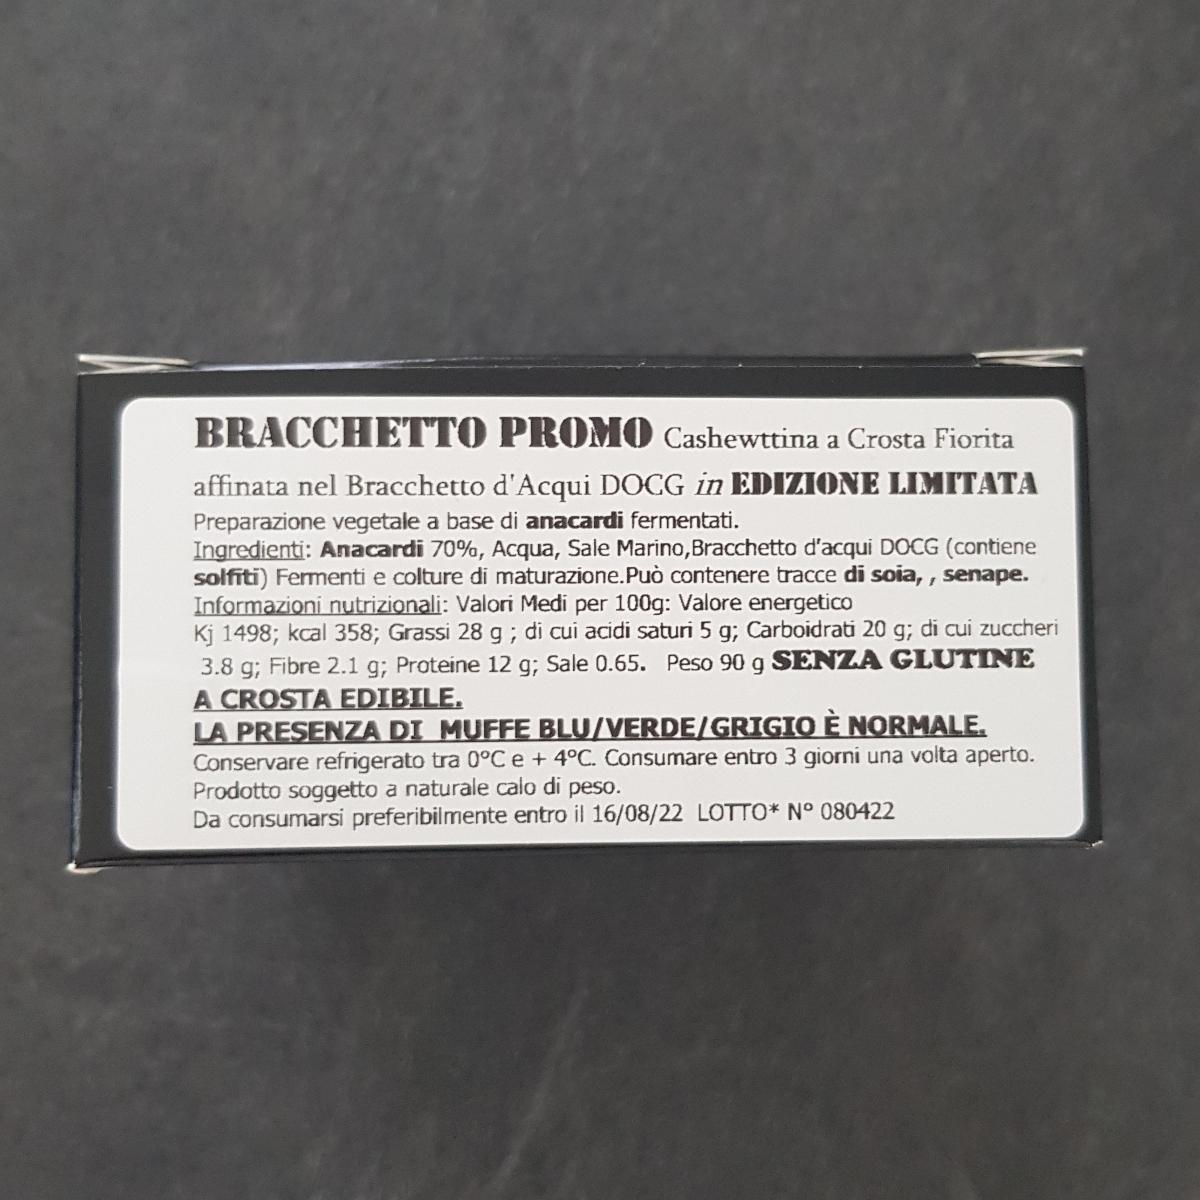 BRACCHETTO PROMO Cashewttina a Crosta Fiorita
affinata nel Bracchetto d'Acqui DOCG in EDIZIONE LIMITATA
Preparazione vegetale a base di anacardi fermentati.
Ingredienti: Anacardi 70%, Acqua, Sale Marino,Bracchetto d'acqui DOCG (contiene
solfiti) Fermenti e colture di maturazione.Può contenere tracce di soia, , senape.
Informazioni nutrizionali: Valori Medi per 100g: Valore energetico
Kj 1498; kcal 358; Grassi 28 g ; di cui acidi saturi 5 g; Carboidrati 20 g; di cui zuccheri
3.8 g; Fibre 2.1 g; Proteine 12 g; Sale 0.65. Peso 90 g SENZA GLUTINE
A CROSTA EDIBILE.
LA PRESENZA DI MUFFE BLU/VERDE/GRIGIO È NORMALE.
Conservare refrigerato tra 0°C e + 4°C. Consumare entro 3 giorni una volta aperto.
Prodotto soggetto a naturale calo di peso.
Da consumarsi preferibilmente entro il 16/08/22 LOTTO* N° 080422